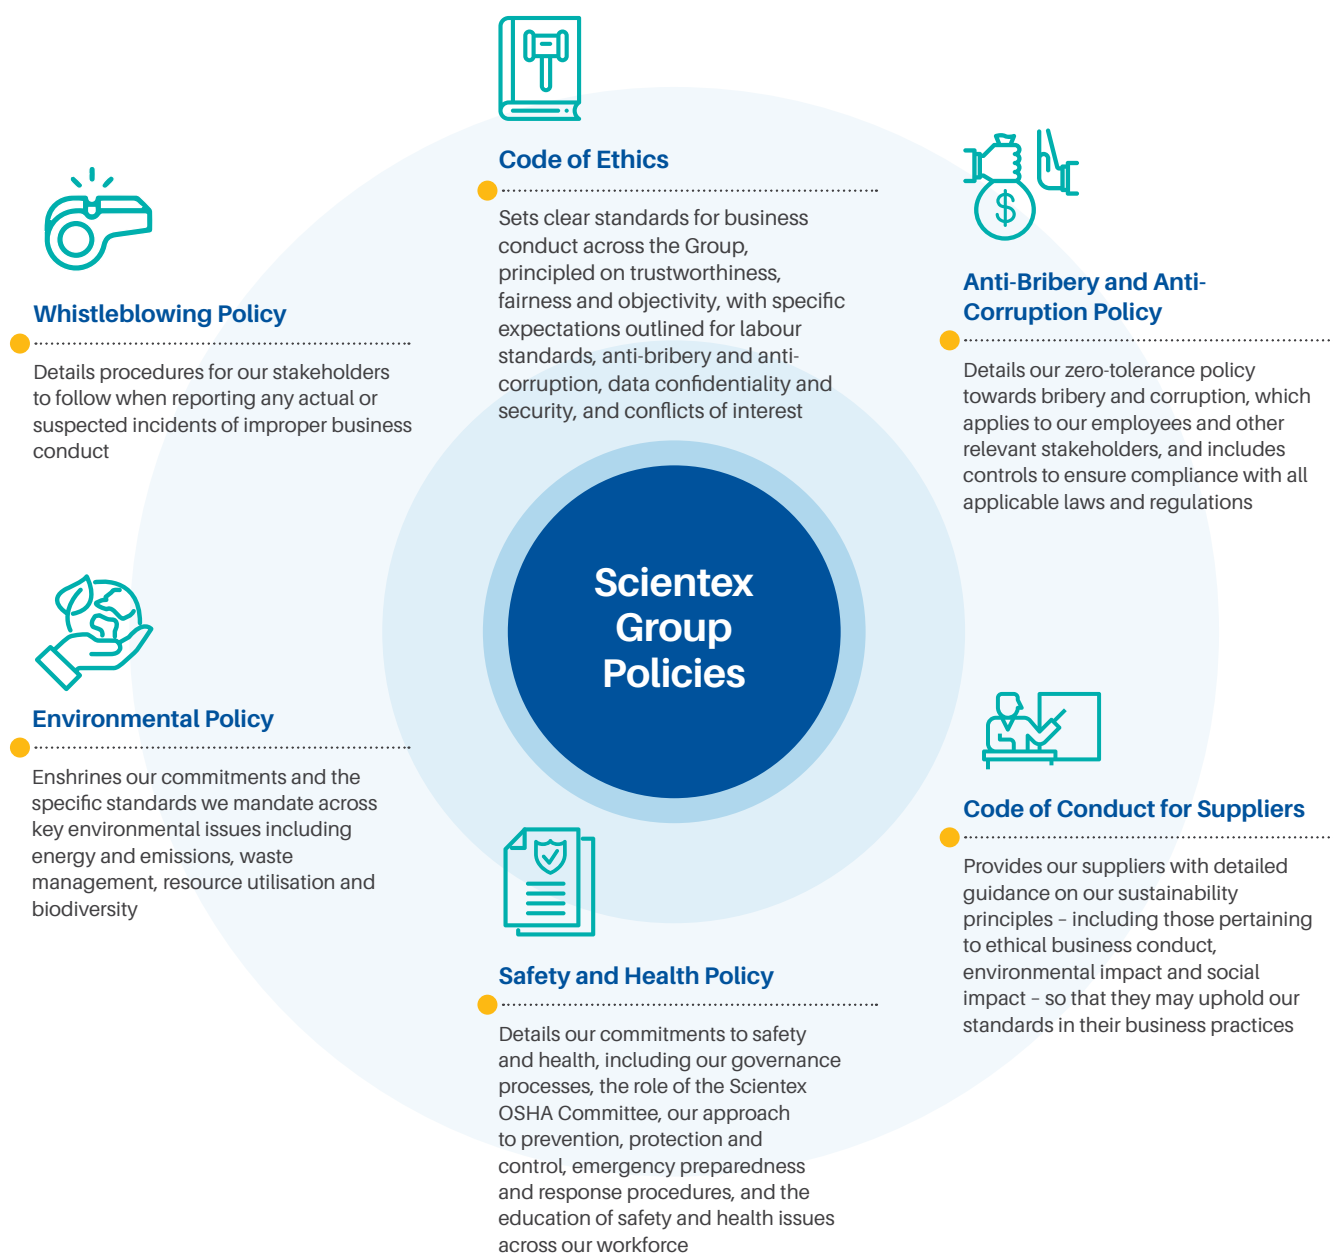 Code of Ethics
Sets clear standards for business
conduct across the Group,
principled on trustworthiness,
fairness and objectivity, with specific
expectations outlined for labour
standards, anti-bribery and anti-
corruption, data confidentiality and
security, and conflicts of interest
Whistleblowing Policy
Details procedures for our stakeholders
to follow when reporting any actual or
suspected incidents of improper business
conduct
$
Anti-Bribery and Anti-
Corruption Policy
Details our zero-tolerance policy
towards bribery and corruption, which
applies to our employees and other
relevant stakeholders, and includes
controls to ensure compliance with all
applicable laws and regulations
Scientex
Group
Policies
Environmental Policy
Enshrines our commitments and the
specific standards we mandate across
key environmental issues including
energy and emissions, waste
management, resource utilisation and
biodiversity
Code of Conduct for Suppliers
Provides our suppliers with detailed
guidance on our sustainability
principles – including those pertaining
to ethical business conduct,
environmental impact and social
impact – so that they may uphold our
standards in their business practices
Safety and Health Policy
Details our commitments to safety
and health, including our governance
processes, the role of the Scientex
OSHA Committee, our approach
to prevention, protection and
control, emergency preparedness
and response procedures, and the
education of safety and health issues
across our workforce